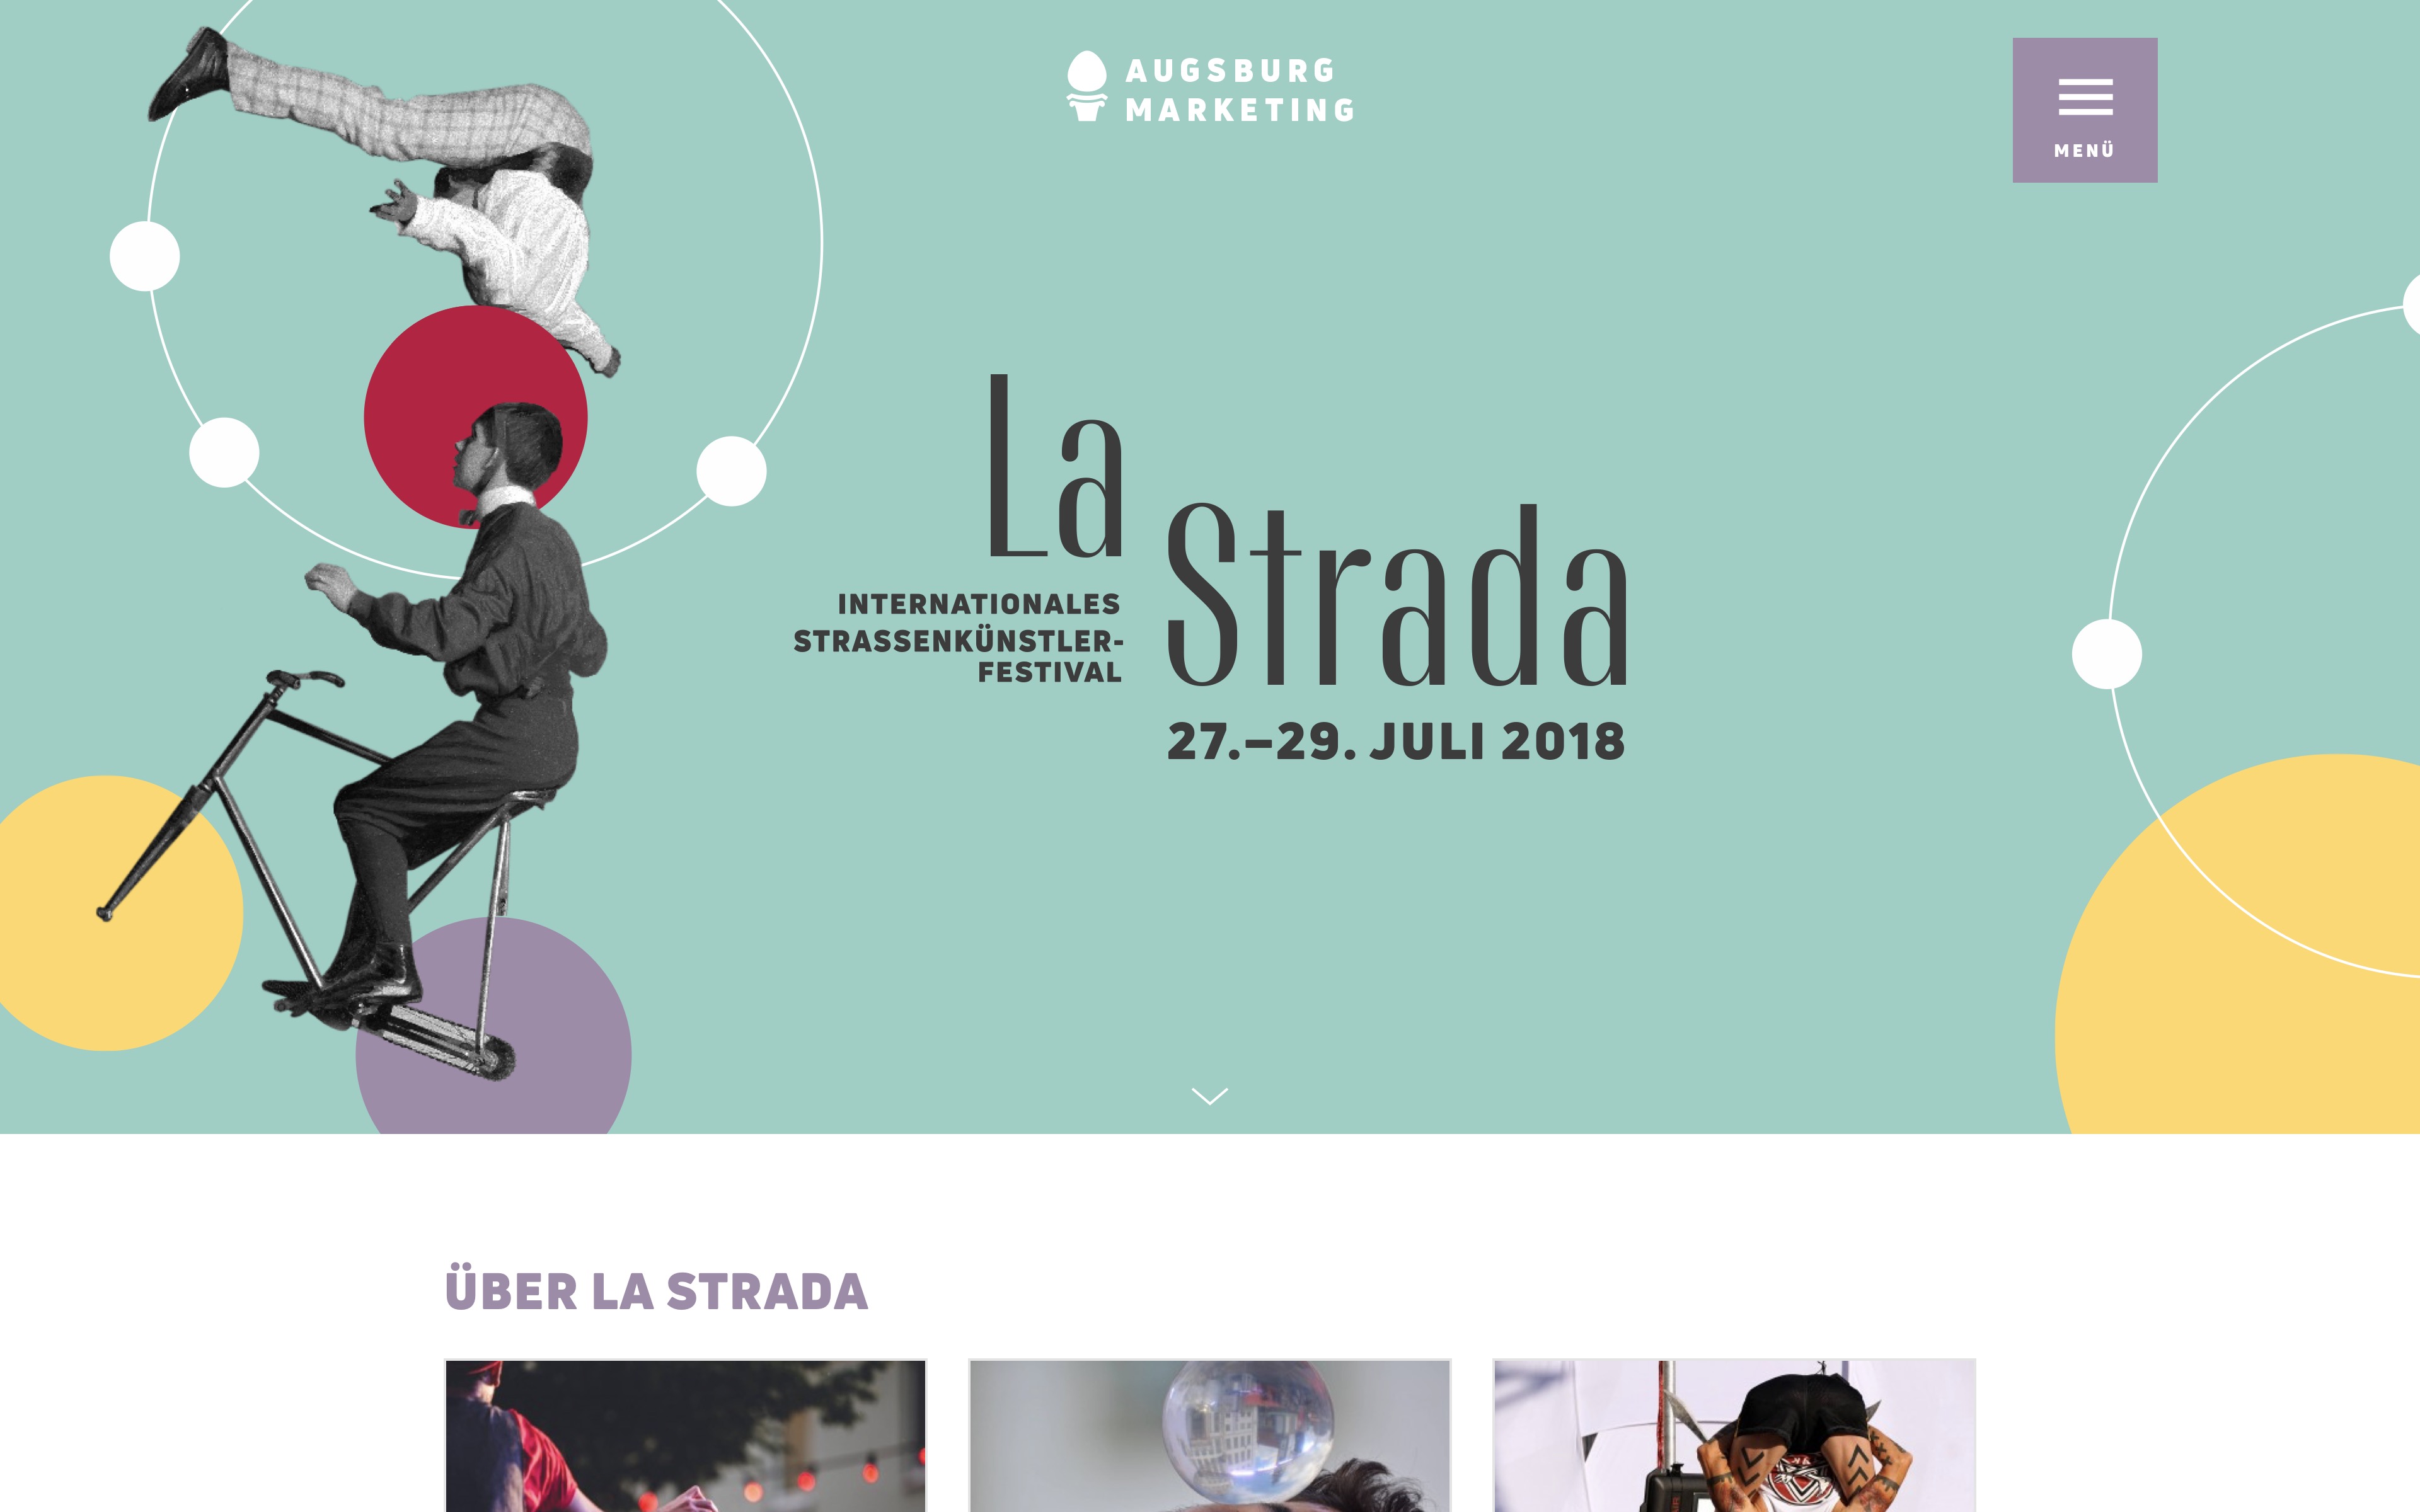 AUGSBURG
MARKETING
MENÜ
La
Strada
INTERNATIONALES
STRASSENKÜNSTLER-
FESTIVAL
27.–29. JULI 2018
ÜBER LA STRADA